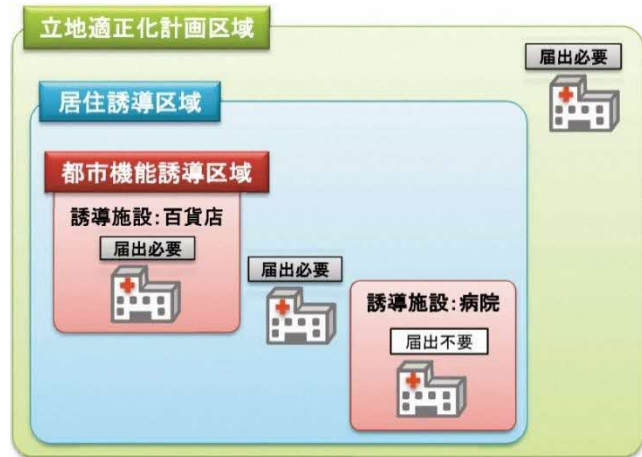 立地適正化計画区域
届出必要
居住誘導区域
都市機能誘導区域
誘導施設:百貨店
届出必要
届出必要
誘導施設:病院
届出不要